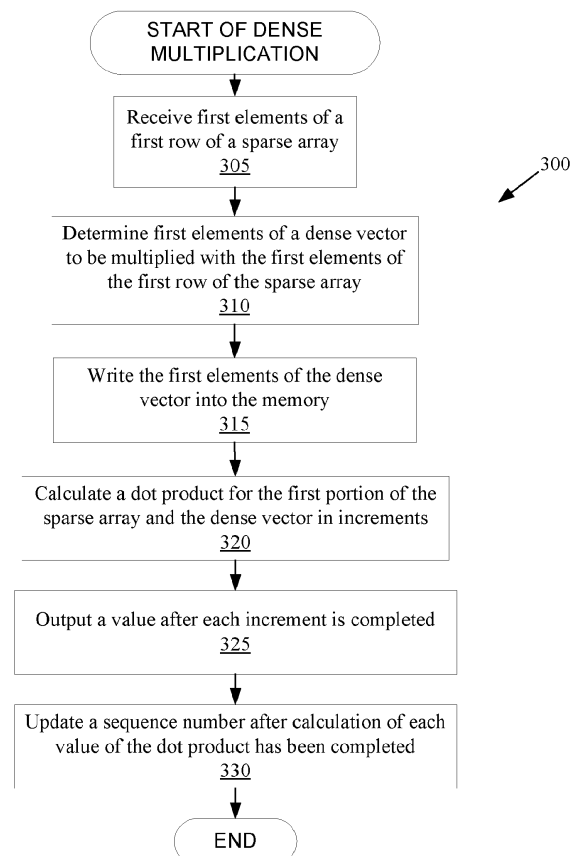 START OF DENSE
MULTIPLICATION
Receive first elements of a
first row of a sparse array
305
300
Determine first elements of a dense vector
to be multiplied with the first elements of
the first row of the sparse array
310
Write the first elements of the dense
vector into the memory
315
Calculate a dot product for the first portion of the
sparse array and the dense vector in increments
320
Output a value after each increment is completed
325
Update a sequence number after calculation of each
value of the dot product has been completed
330
END